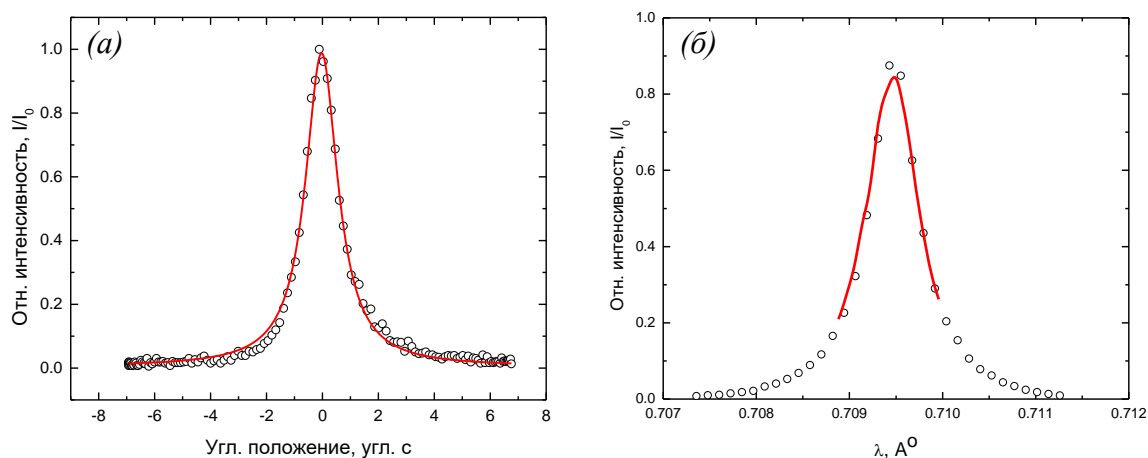 (а)
Отн. интенсивность, I/I₀
1.0
0.8
0.6
0.4
0.2
0.0
-8 -6 -4 -2 0 2 4 6 8
Угл. положение, угл. с
(б)
Отн. интенсивность, I/I₀
1.0
0.8
0.6
0.4
0.2
0.0
0.707 0.708 0.709 0.710 0.711 0.712
λ, Aᴼ